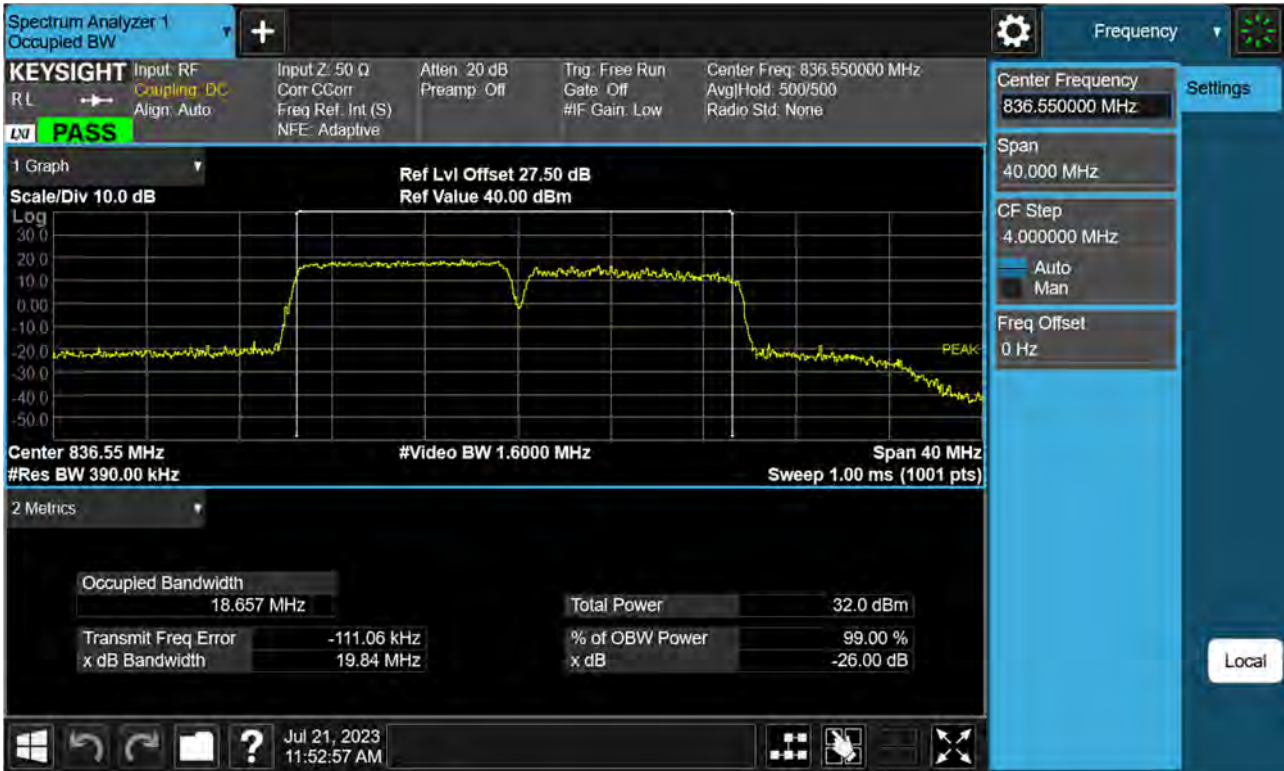 Spectrum Analyzer 1
Occupied BW
Frequency
KEYSIGHT
RL
LXI
PASS
Input: RF
Coupling: DC
Align: Auto
Input Z: 50 Ω
Corr CCorr
Freq Ref: Int (S)
NFE: Adaptive
Atten: 20 dB
Preamp: Off
Trig: Free Run
Gate: Off
#IF Gain: Low
Center Freq: 836.550000 MHz
Avg|Hold: 500/500
Radio Std: None
Center Frequency
836.550000 MHz
Settings
Span
40.000 MHz
CF Step
4.000000 MHz
Auto
Man
Freq Offset
0 Hz
Local
1 Graph
Scale/Div 10.0 dB
Ref Lvl Offset 27.50 dB
Ref Value 40.00 dBm
Log
30.0
20.0
10.0
0.00
-10.0
-20.0
-30.0
-40.0
-50.0
PEAK
Center 836.55 MHz
#Video BW 1.6000 MHz
Span 40 MHz
#Res BW 390.00 kHz
Sweep 1.00 ms (1001 pts)
2 Metrics
Occupied Bandwidth
18.657 MHz
Total Power 32.0 dBm
Transmit Freq Error -111.06 kHz
% of OBW Power 99.00 %
x dB Bandwidth 19.84 MHz
x dB -26.00 dB
?
Jul 21, 2023
11:52:57 AM